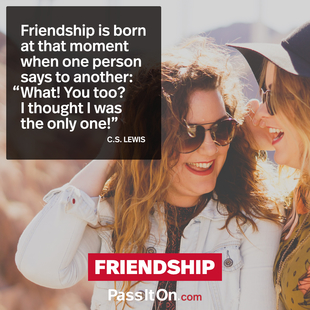 Friendship is born
at that moment
when one person
says to another:
“What! You too?
I thought I was
the only one!”
C.S. LEWIS
FRIENDSHIP
PassItOn.com